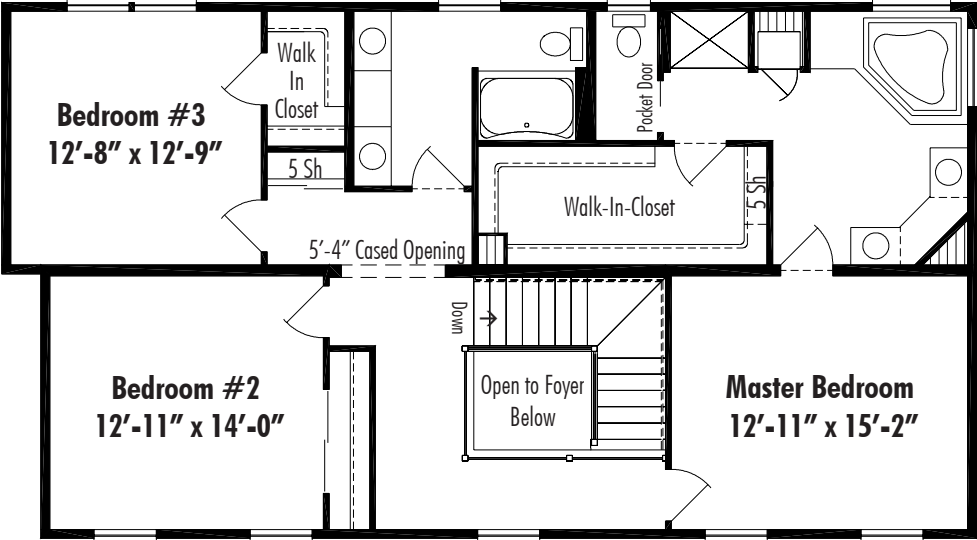 Walk
In
Closet
Bedroom #3
12'-8" x 12'-9"
5 Sh
Pocket Door
Walk-In-Closet
5 Sh
5'-4" Cased Opening
Down
Bedroom #2
12'-11" x 14'-0"
Open to Foyer
Below
Master Bedroom
12'-11" x 15'-2"